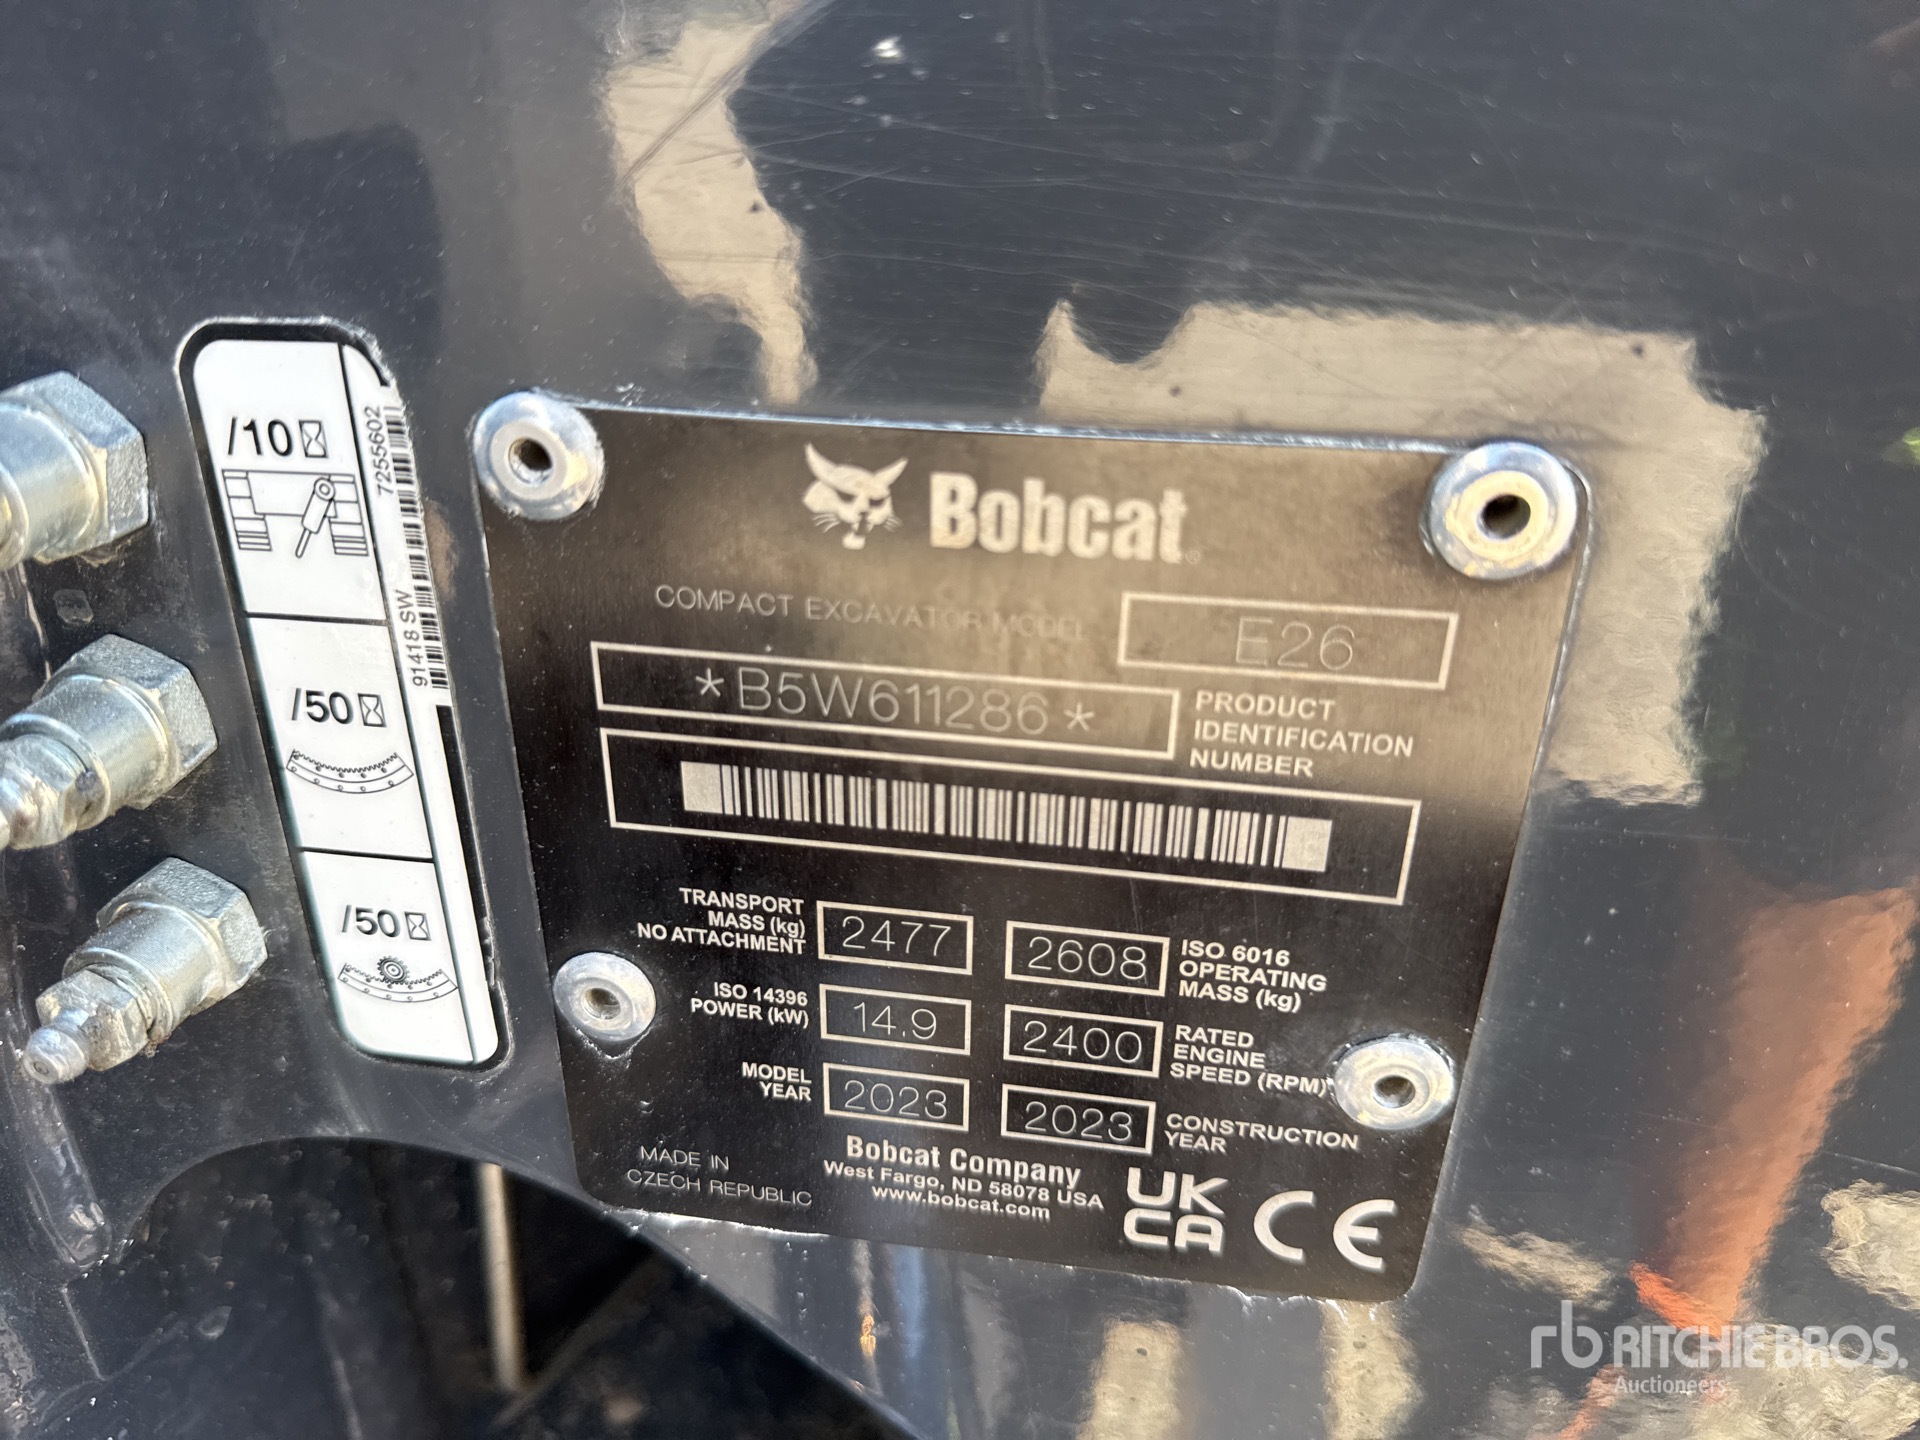 /10
7255602
91418 SW
/50
/50
Bobcat
COMPACT EXCAVATOR MODEL
E26
*B5W611286*
PRODUCT
IDENTIFICATION
NUMBER
TRANSPORT
MASS (kg)
NO ATTACHMENT
2477
2608
ISO 6016
OPERATING
MASS (kg)
ISO 14396
POWER (kW)
14.9
2400
RATED
ENGINE
SPEED (RPM)
MODEL
YEAR
2023
2023
CONSTRUCTION
YEAR
MADE IN
CZECH REPUBLIC
Bobcat Company
West Fargo, ND 58078 USA
www.bobcat.com
UK
CA
CE
rb RITCHIE BROS.
Auctioneers